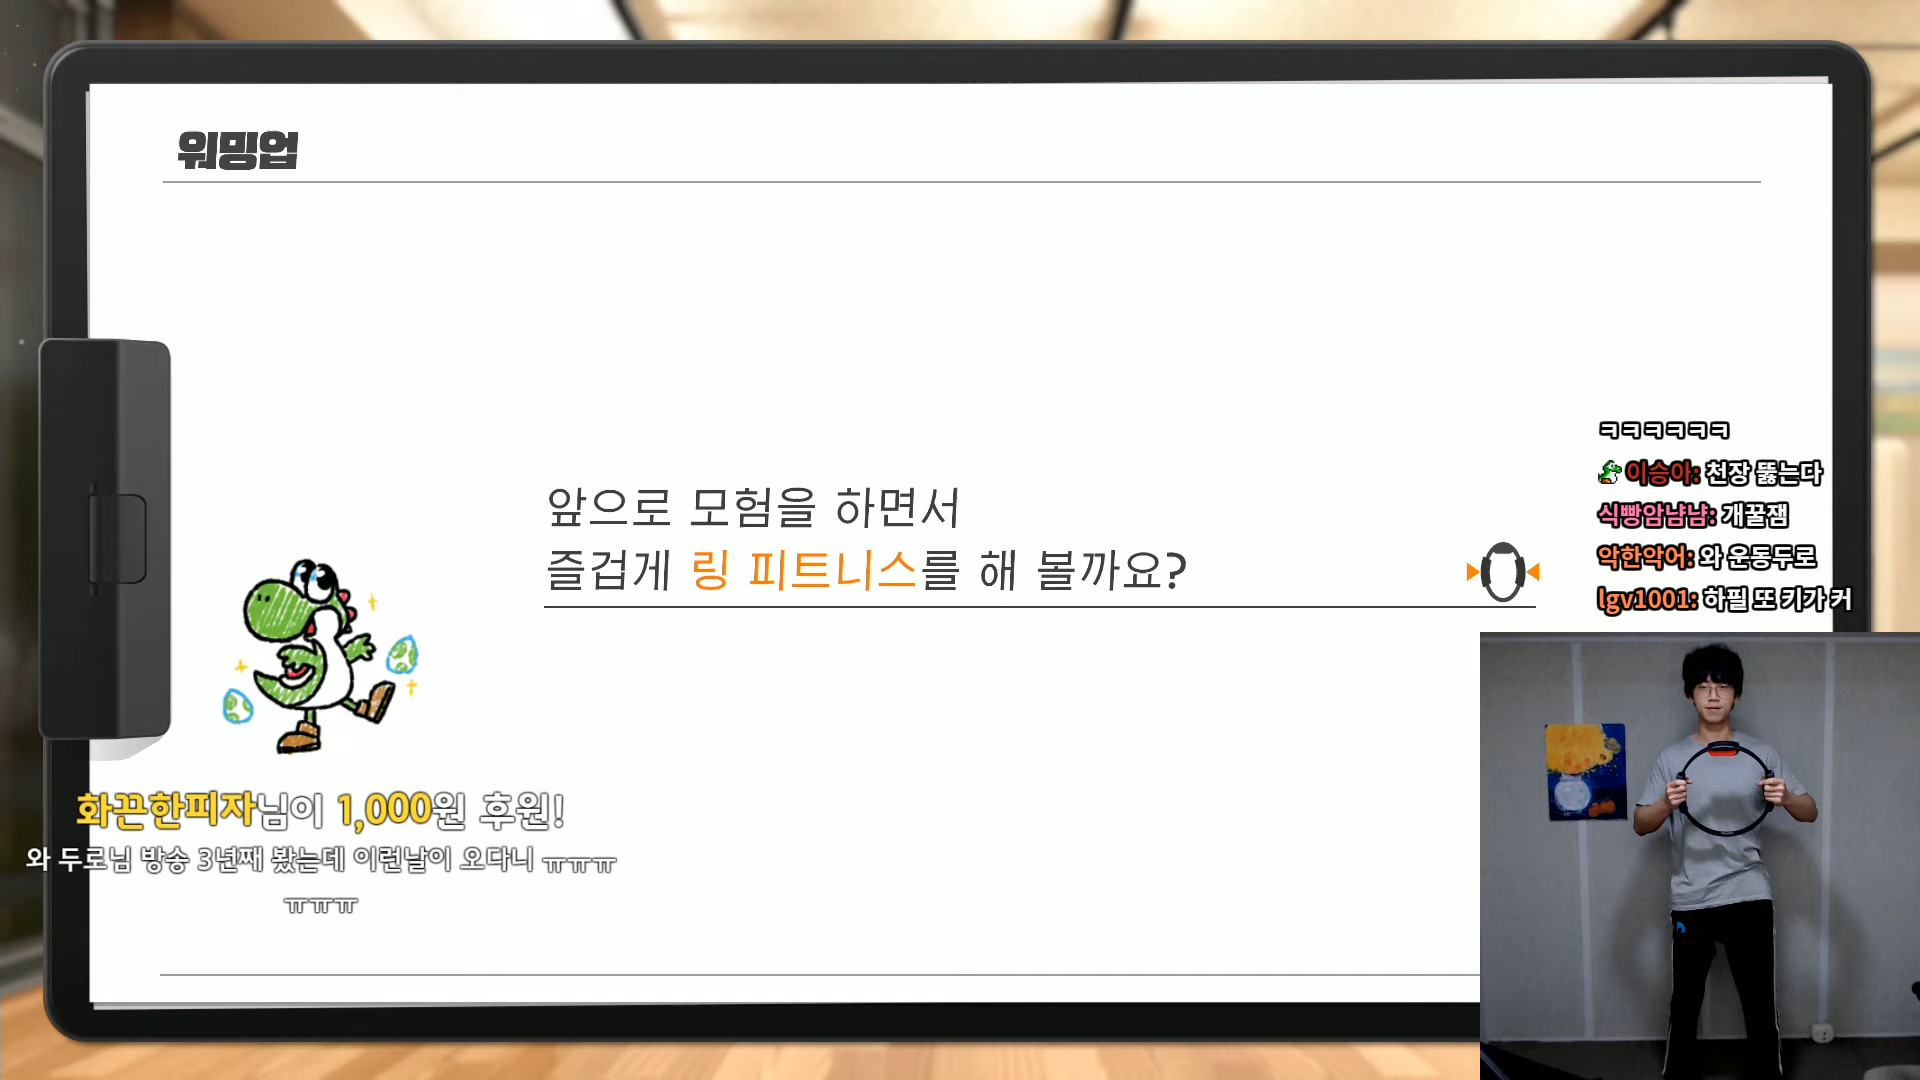 워밍업
앞으로 모험을 하면서
즐겁게 링 피트니스를 해 볼까요?
ㅋㅋㅋㅋㅋㅋ
이승아: 천장 뚫는다
식빵암냠냠: 개꿀잼
악한악어: 와 운동두로
lgv1001: 하필 또 키가 커
화끈한피자님이 1,000원 후원!
와 두로님 방송 3년째 봤는데 이런날이 오다니 ㅠㅠㅠ
ㅠㅠㅠ